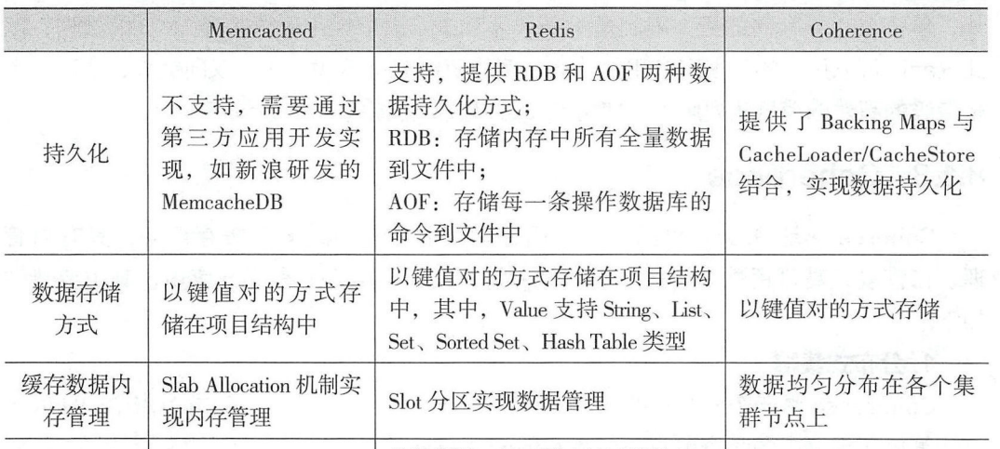 Memcached
Redis
Coherence
持久化
不支持，需要通过
第三方应用开发实
现，如新浪研发的
MemcacheDB
支持，提供 RDB 和 AOF 两种数
据持久化方式；
RDB：存储内存中所有全量数据
到文件中；
AOF：存储每一条操作数据库的
命令到文件中
提供了 Backing Maps 与
CacheLoader/CacheStore
结合，实现数据持久化
数据存储
方式
以键值对的方式存
储在项目结构中
以键值对的方式存储在项目结构
中，其中，Value 支持 String、List、
Set、Sorted Set、Hash Table 类型
以键值对的方式存储
缓存数据内
存管理
Slab Allocation 机制实
现内存管理
Slot 分区实现数据管理
数据均匀分布在各个集
群节点上